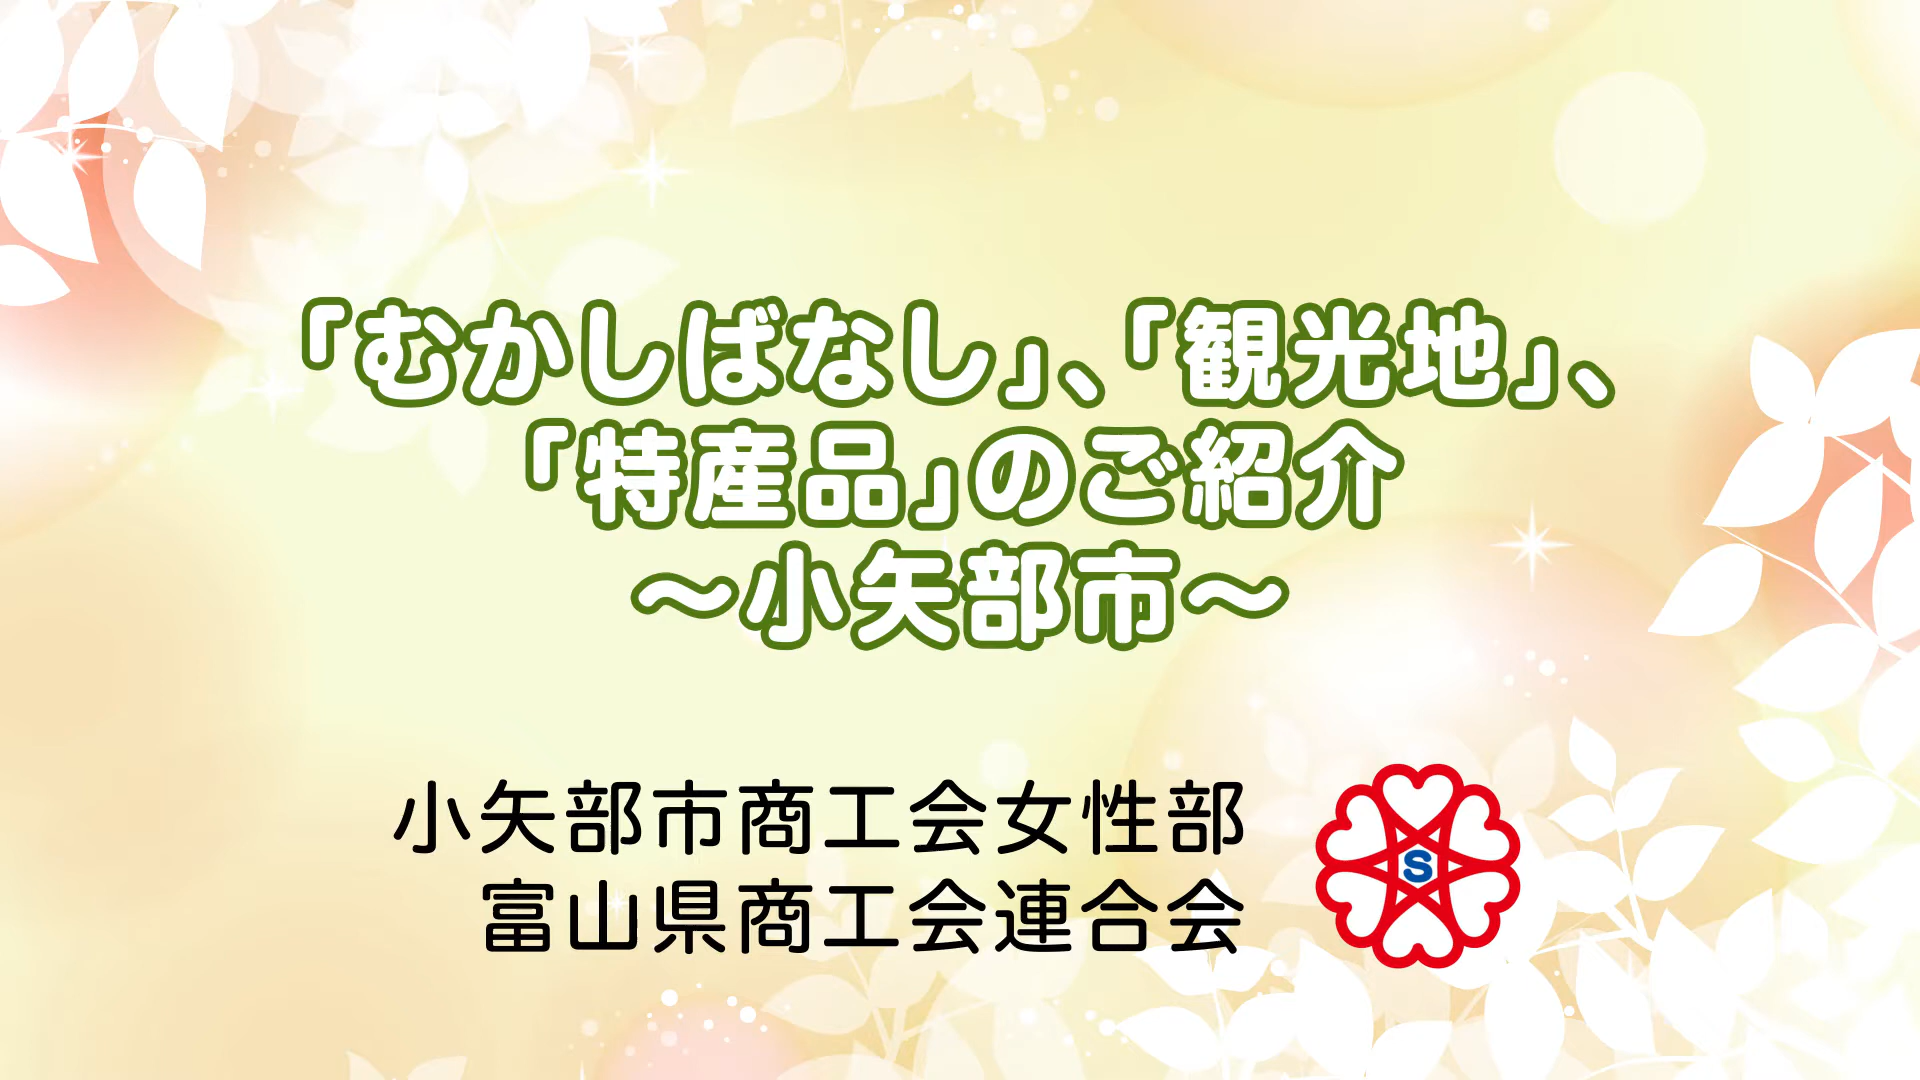 「むかしばなし」、「観光地」、
「特産品」のご紹介
～小矢部市～
小矢部市商工会女性部
富山県商工会連合会
S